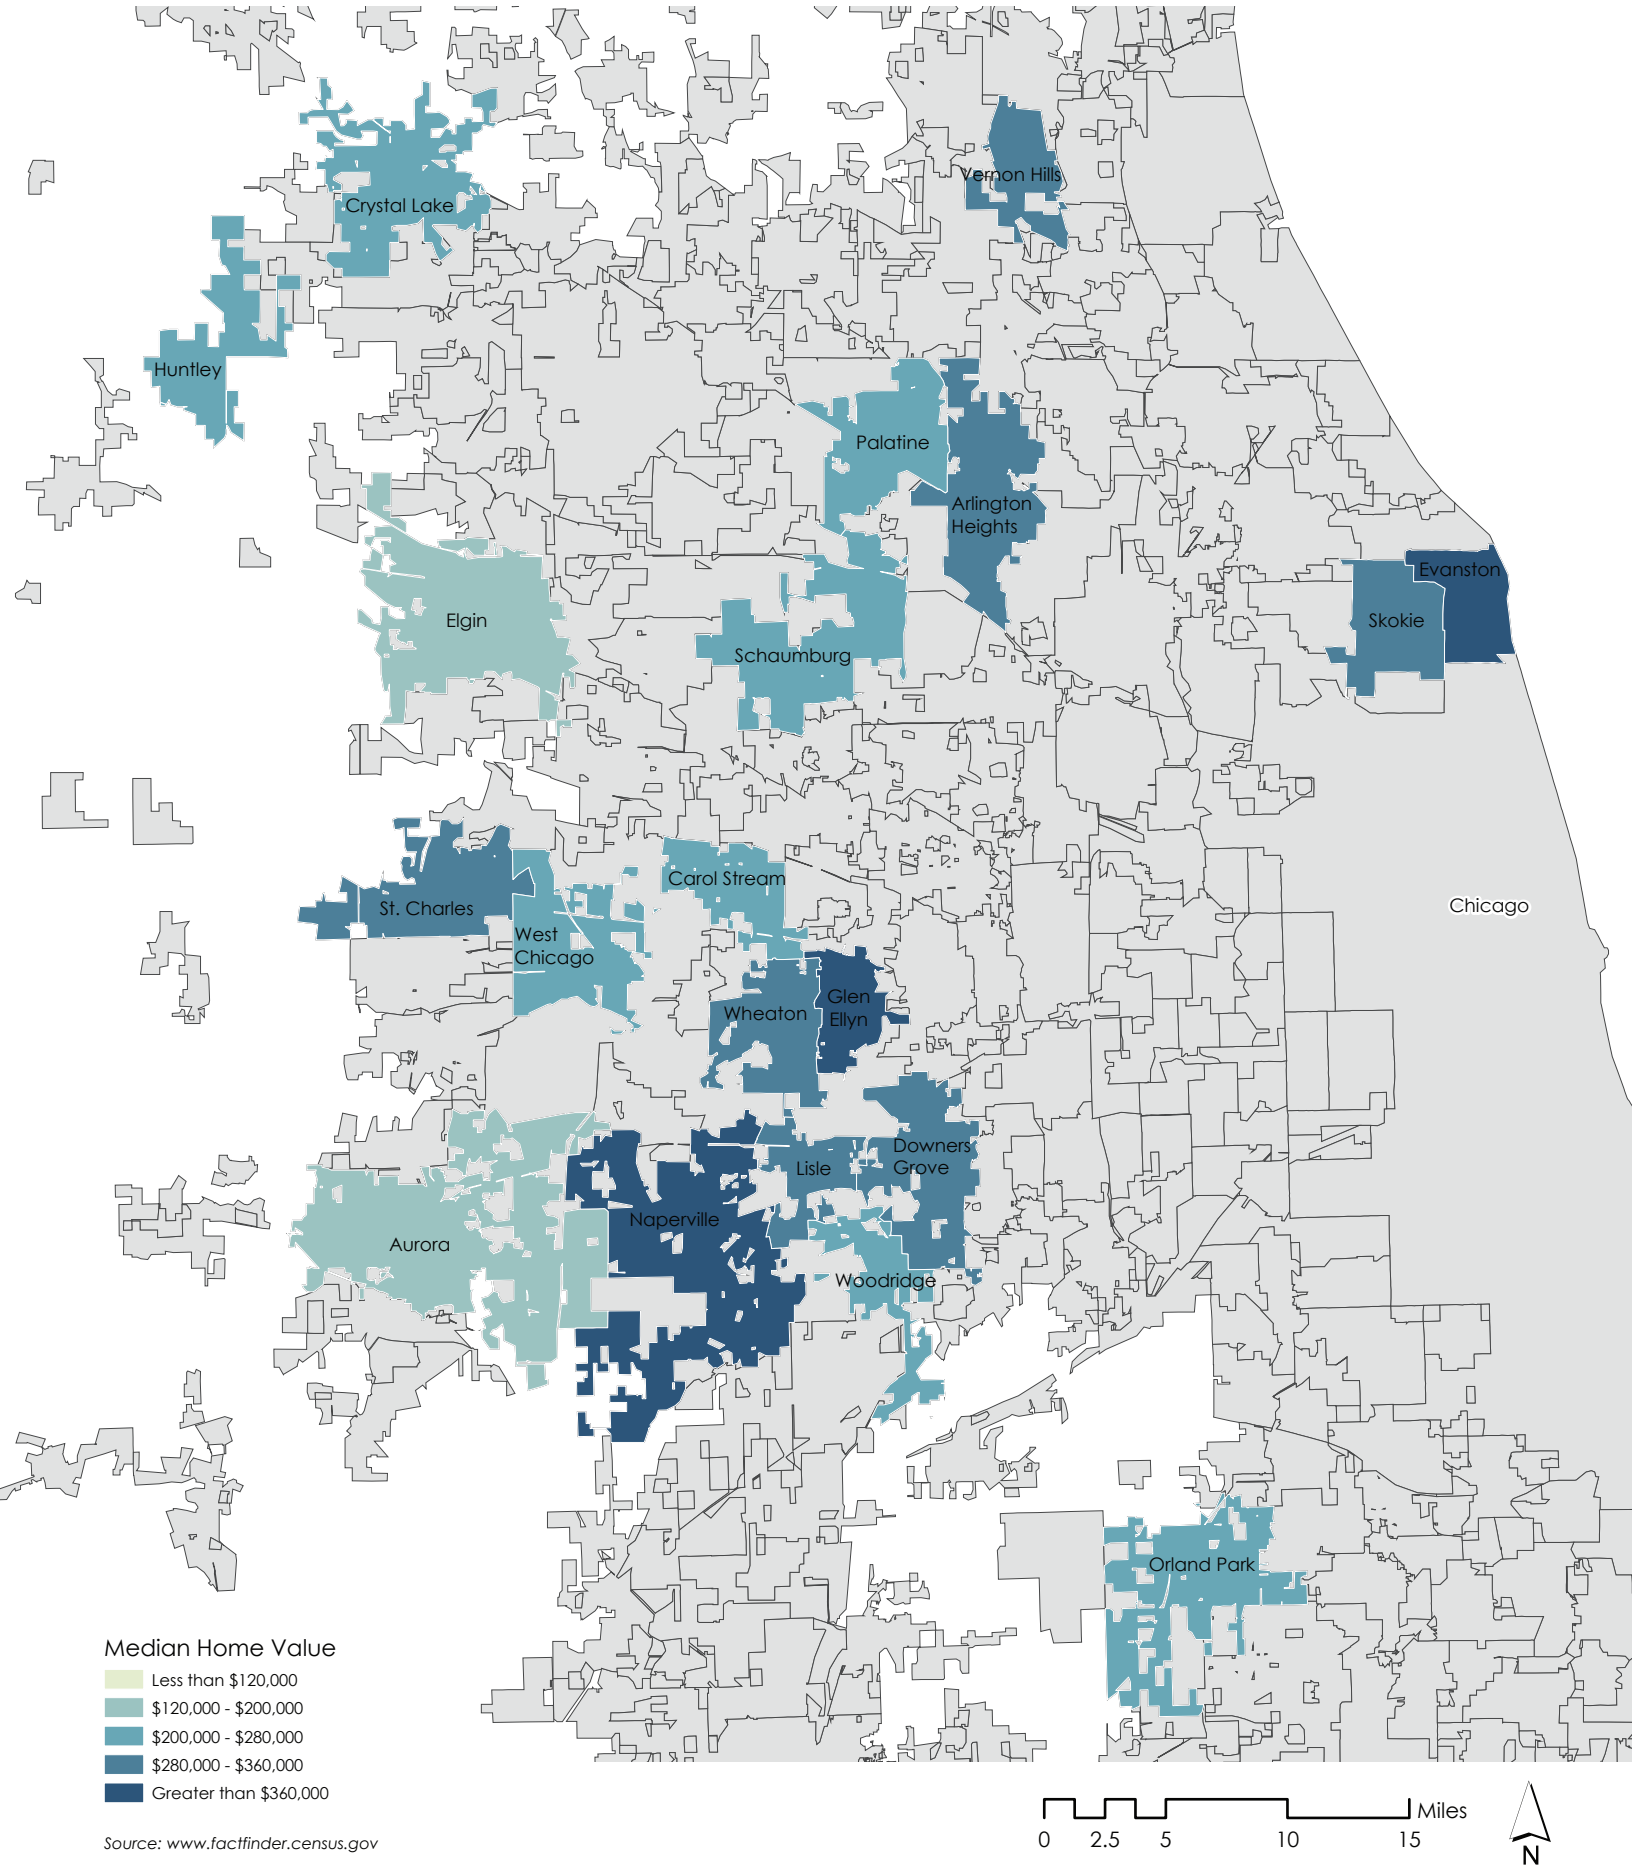 Vernon Hills
Crystal Lake
Huntley
Palatine
Arlington
Heights
Evanston
Skokie
Elgin
Schaumburg
Carol Stream
St. Charles
Chicago
West
Chicago
Glen
Ellyn
Wheaton
Downers
Grove
Lisle
Naperville
Aurora
Woodridge
Orland Park
Median Home Value
Less than $120,000
$120,000 - $200,000
$200,000 - $280,000
$280,000 - $360,000
Greater than $360,000
Source: www.factfinder.census.gov
Miles
0 2.5 5 10 15
N